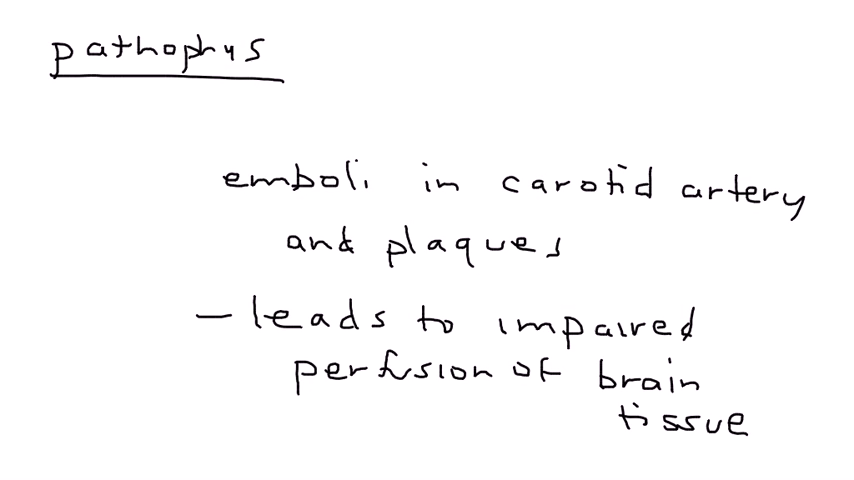 pathophys
emboli in carotid artery
and plaques
- leads to impaired
perfusion of brain
tissue